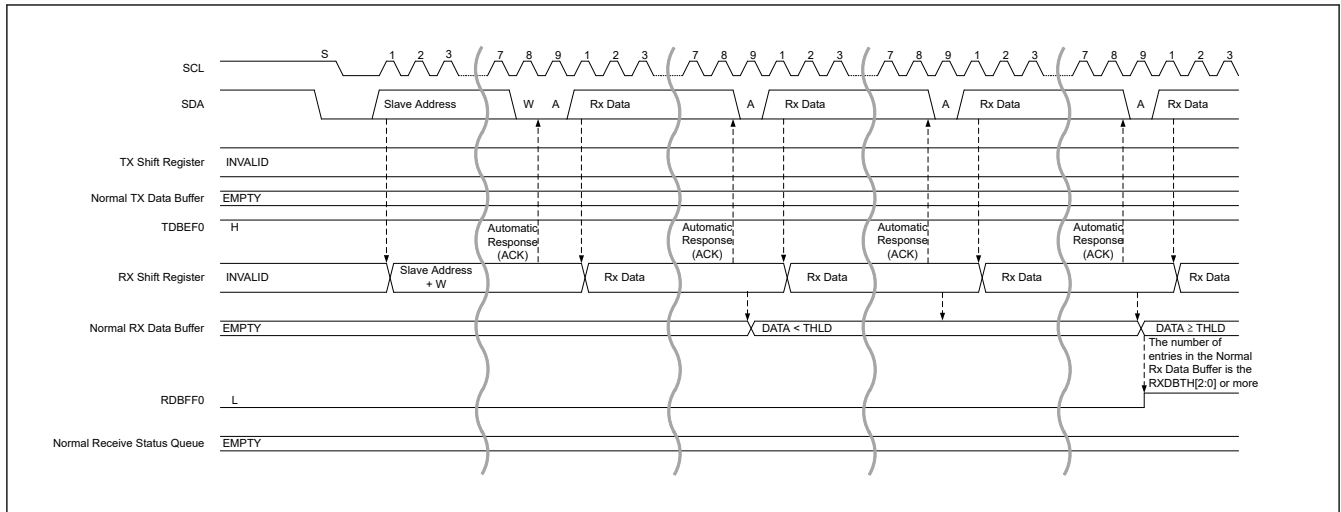 S 1 2 3 7 8 9 1 2 3 7 8 9 1 2 3 7 8 9 1 2 3 7 8 9 1 2 3
SCL
SDA Slave Address W A Rx Data A Rx Data A Rx Data A Rx Data
TX Shift Register INVALID
Normal TX Data Buffer EMPTY
TDBEF0 H
Automatic Response (ACK)
Automatic Response (ACK)
Automatic Response (ACK)
Automatic Response (ACK)
RX Shift Register INVALID Slave Address + W Rx Data Rx Data Rx Data Rx Data
Normal RX Data Buffer EMPTY DATA < THLD DATA ≥ THLD
The number of
entries in the Normal
Rx Data Buffer is the
RXDBTH[2:0] or more
RDBFF0 L
Normal Receive Status Queue EMPTY